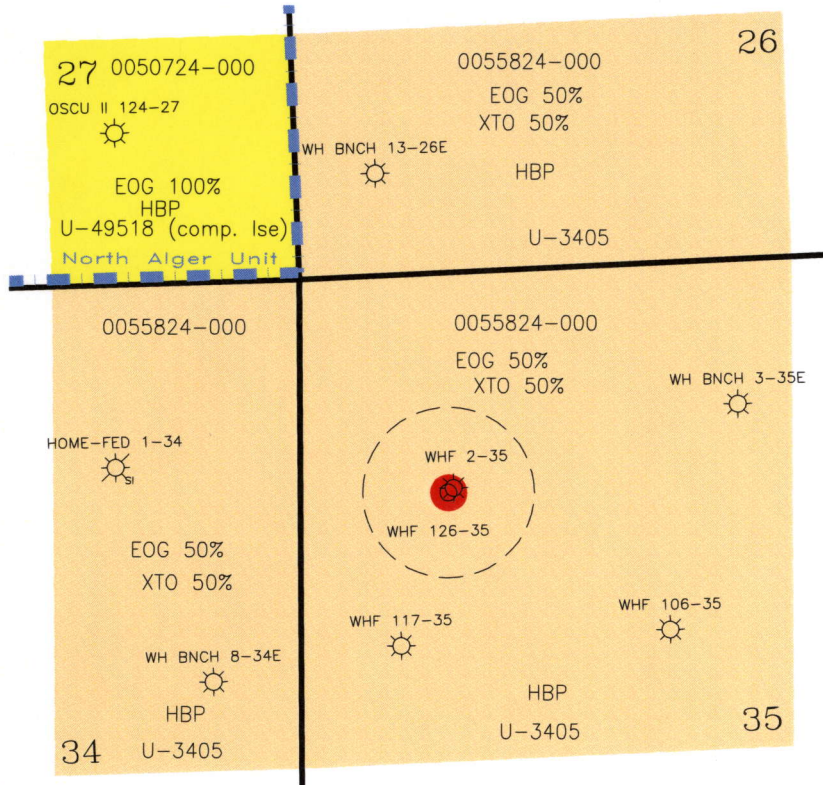 27 0050724-000
OSCU II 124-27
EOG 100%
HBP
U-49518 (comp. lse)
North Alger Unit
26
0055824-000
EOG 50%
XTO 50%
WH BNCH 13-26E
HBP
U-3405
0055824-000
HOME-FED 1-34
SI
EOG 50%
XTO 50%
WH BNCH 8-34E
HBP
34
U-3405
0055824-000
EOG 50%
XTO 50%
WH BNCH 3-35E
WHF 2-35
WHF 126-35
WHF 117-35
WHF 106-35
HBP
U-3405
35